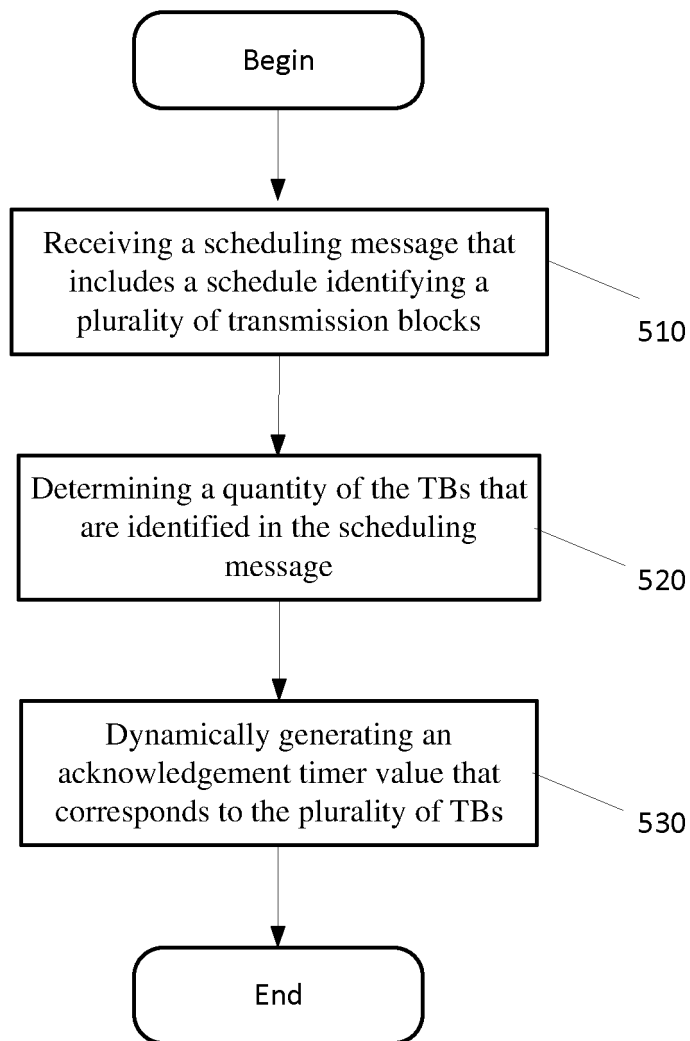 Begin
Receiving a scheduling message that
includes a schedule identifying a
plurality of transmission blocks
510
Determining a quantity of the TBs that
are identified in the scheduling
message
520
Dynamically generating an
acknowledgement timer value that
corresponds to the plurality of TBs
530
End